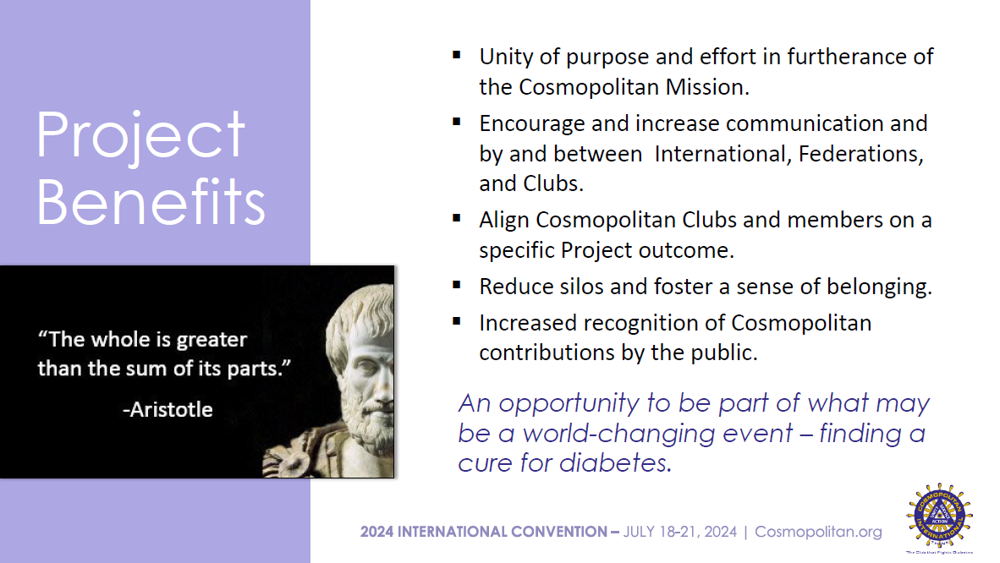 Project
Benefits
“The whole is greater
than the sum of its parts.”
-Aristotle
▪ Unity of purpose and effort in furtherance of
the Cosmopolitan Mission.
▪ Encourage and increase communication and
by and between  International, Federations,
and Clubs.
▪ Align Cosmopolitan Clubs and members on a
specific Project outcome.
▪ Reduce silos and foster a sense of belonging.
▪ Increased recognition of Cosmopolitan
contributions by the public.
An opportunity to be part of what may
be a world-changing event – finding a
cure for diabetes.
2024 INTERNATIONAL CONVENTION – JULY 18-21, 2024 | Cosmopolitan.org
COSMOPOLITAN
INTERNATIONAL
ACTION
The Club that Fights Diabetes